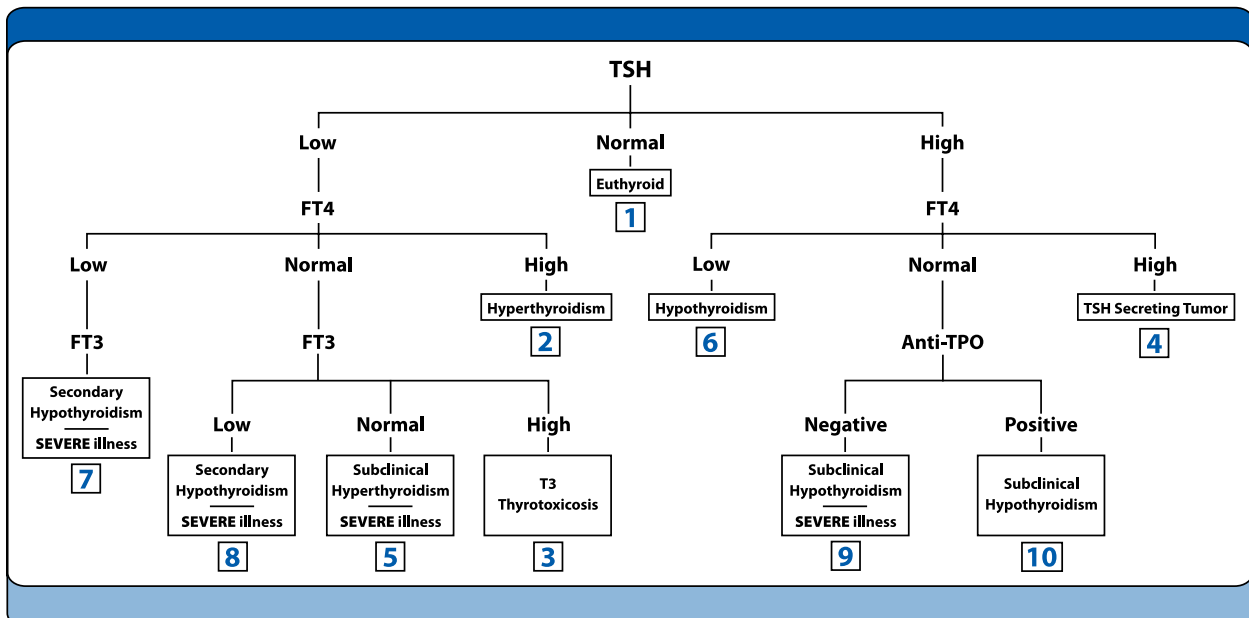 TSH
Low Normal High
Euthyroid
1
FT4 FT4
Low Normal High Low Normal High
Hyperthyroidism Hypothyroidism TSH Secreting Tumor
2 6 4
FT3 FT3 Anti-TPO
Secondary
Hypothyroidism
SEVERE illness
7
Low Normal High Negative Positive
Secondary
Hypothyroidism
SEVERE illness
8
Subclinical
Hyperthyroidism
SEVERE illness
5
T3
Thyrotoxicosis
3
Subclinical
Hypothyroidism
SEVERE illness
9
Subclinical
Hypothyroidism
10